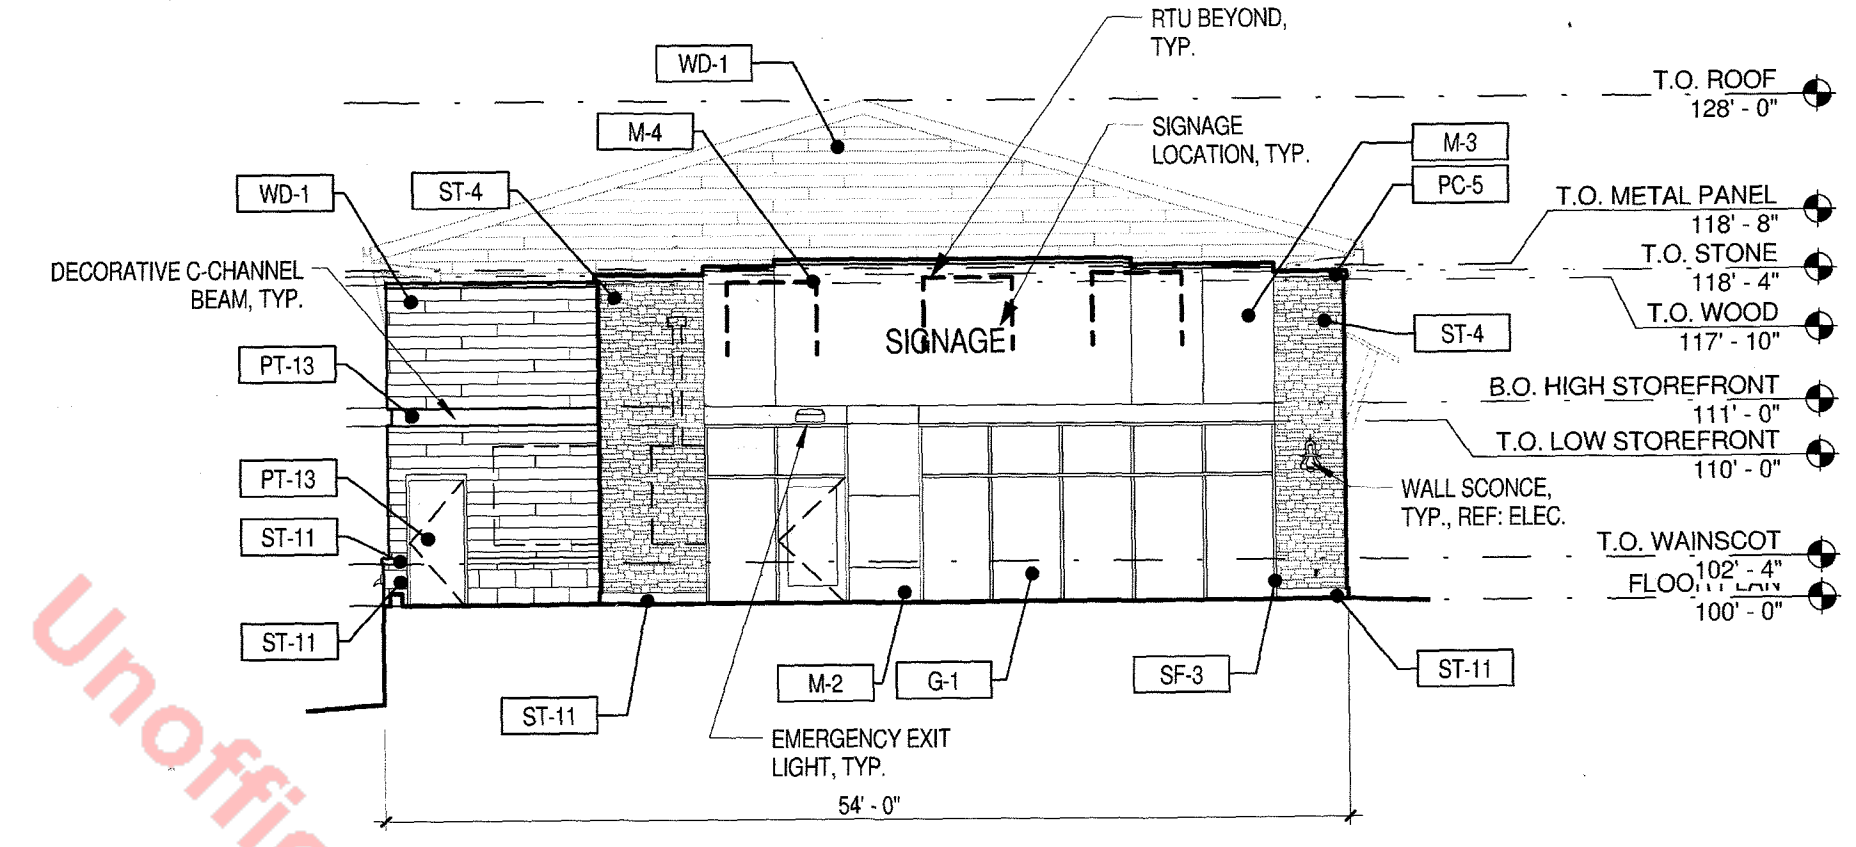 RTU BEYOND,
TYP.
WD-1
T.O. ROOF
128' - 0"
M-4
SIGNAGE
LOCATION, TYP.
M-3
PC-5
WD-1
ST-4
T.O. METAL PANEL
118' - 8"
T.O. STONE
118' - 4"
DECORATIVE C-CHANNEL
BEAM, TYP.
T.O. WOOD
117' - 10"
SIGNAGE
ST-4
PT-13
B.O. HIGH STOREFRONT
111' - 0"
T.O. LOW STOREFRONT
110' - 0"
PT-13
WALL SCONCE,
TYP., REF: ELEC.
ST-11
T.O. WAINSCOT
102' - 4"
100' - 0"
ST-11
M-2
G-1
SF-3
ST-11
ST-11
EMERGENCY EXIT
LIGHT, TYP.
54' - 0"